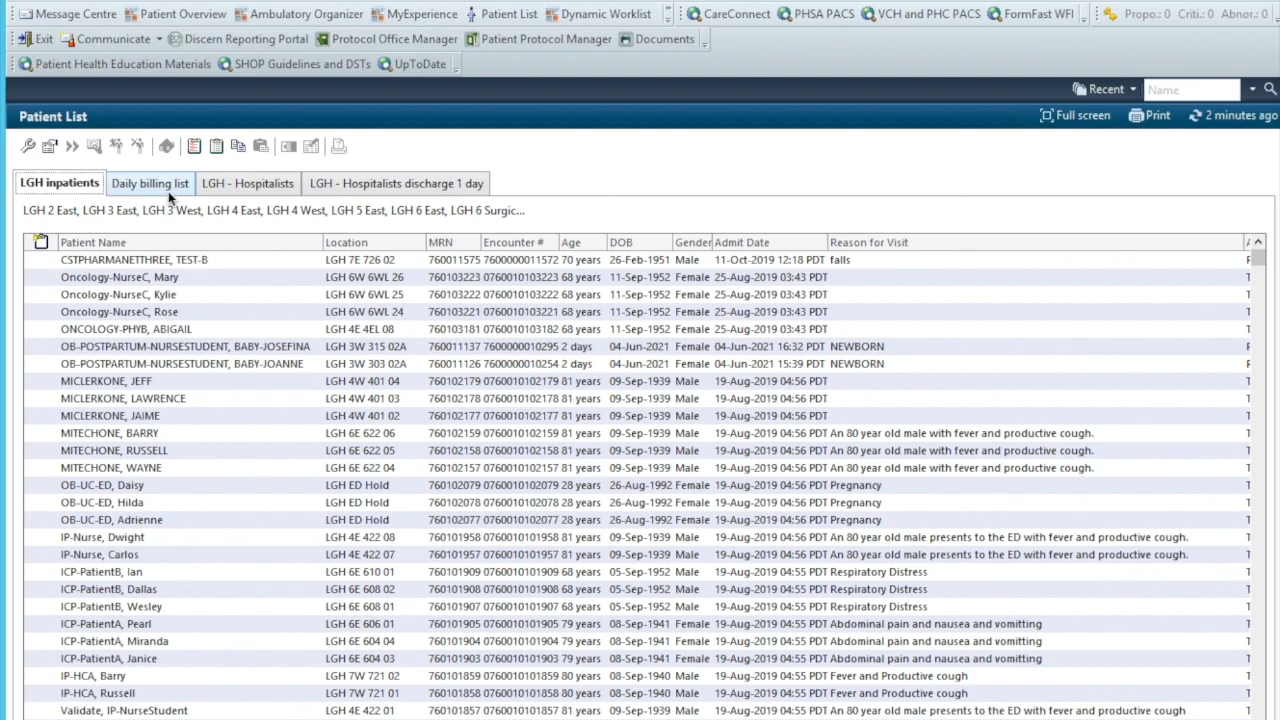 Message Centre Patient Overview Ambulatory Organizer MyExperience Patient List Dynamic Worklist CareConnect PHSA PACS VCH and PHC PACS FormFast WFI Propo.: 0 Criti.: 0 Abnor.: 0
Exit Communicate Discern Reporting Portal Protocol Office Manager Patient Protocol Manager Documents
Patient Health Education Materials SHOP Guidelines and DSTs UpToDate
Recent Name
Patient List Full screen Print 2 minutes ago
LGH inpatients Daily billing list LGH - Hospitalists LGH - Hospitalists discharge 1 day
LGH 2 East, LGH 3 East, LGH 3 West, LGH 4 East, LGH 4 West, LGH 5 East, LGH 6 East, LGH 6 Surgic...
Patient Name Location MRN Encounter # Age DOB Gender Admit Date Reason for Visit
CSTPHARMANETTHREE, TEST-B LGH 7E 726 02 760011575 7600000011572 70 years 26-Feb-1951 Male 11-Oct-2019 12:18 PDT falls
Oncology-NurseC, Mary LGH 6W 6WL 26 760103223 0760010103223 68 years 11-Sep-1952 Female 25-Aug-2019 03:43 PDT
Oncology-NurseC, Kylie LGH 6W 6WL 25 760103222 0760010103222 68 years 11-Sep-1952 Female 25-Aug-2019 03:43 PDT
Oncology-NurseC, Rose LGH 6W 6WL 24 760103221 0760010103221 68 years 11-Sep-1952 Female 25-Aug-2019 03:43 PDT
ONCOLOGY-PHYB, ABIGAIL LGH 4E 4EL 08 760103181 0760010103182 68 years 11-Sep-1952 Female 25-Aug-2019 03:43 PDT
OB-POSTPARTUM-NURSESTUDENT, BABY-JOSEFINA LGH 3W 315 02A 760011137 7600000010295 2 days 04-Jun-2021 Female 04-Jun-2021 16:32 PDT NEWBORN
OB-POSTPARTUM-NURSESTUDENT, BABY-JOANNE LGH 3W 303 02A 760011126 7600000010254 2 days 04-Jun-2021 Female 04-Jun-2021 15:39 PDT NEWBORN
MICLERKONE, JEFF LGH 4W 401 04 760102179 0760010102179 81 years 09-Sep-1939 Male 19-Aug-2019 04:56 PDT
MICLERKONE, LAWRENCE LGH 4W 401 03 760102178 0760010102178 81 years 09-Sep-1939 Male 19-Aug-2019 04:56 PDT
MICLERKONE, JAIME LGH 4W 401 02 760102177 0760010102177 81 years 09-Sep-1939 Male 19-Aug-2019 04:56 PDT
MITECHONE, BARRY LGH 6E 622 06 760102159 0760010102159 81 years 09-Sep-1939 Male 19-Aug-2019 04:56 PDT An 80 year old male with fever and productive cough.
MITECHONE, RUSSELL LGH 6E 622 05 760102158 0760010102158 81 years 09-Sep-1939 Male 19-Aug-2019 04:56 PDT An 80 year old male with fever and productive cough.
MITECHONE, WAYNE LGH 6E 622 04 760102157 0760010102157 81 years 09-Sep-1939 Male 19-Aug-2019 04:56 PDT An 80 year old male with fever and productive cough.
OB-UC-ED, Daisy LGH ED Hold 760102079 0760010102079 28 years 26-Aug-1992 Female 19-Aug-2019 04:56 PDT Pregnancy
OB-UC-ED, Hilda LGH ED Hold 760102078 0760010102078 28 years 26-Aug-1992 Female 19-Aug-2019 04:56 PDT Pregnancy
OB-UC-ED, Adrienne LGH ED Hold 760102077 0760010102077 28 years 26-Aug-1992 Female 19-Aug-2019 04:56 PDT Pregnancy
IP-Nurse, Dwight LGH 4E 422 08 760101958 0760010101958 81 years 09-Sep-1939 Male 19-Aug-2019 04:56 PDT An 80 year old male presents to the ED with fever and productive cough.
IP-Nurse, Carlos LGH 4E 422 07 760101957 0760010101957 81 years 09-Sep-1939 Male 19-Aug-2019 04:56 PDT An 80 year old male presents to the ED with fever and productive cough.
ICP-PatientB, Ian LGH 6E 610 01 760101909 0760010101909 68 years 05-Sep-1952 Male 19-Aug-2019 04:55 PDT Respiratory Distress
ICP-PatientB, Dallas LGH 6E 608 02 760101908 0760010101908 68 years 05-Sep-1952 Male 19-Aug-2019 04:55 PDT Respiratory Distress
ICP-PatientB, Wesley LGH 6E 608 01 760101907 0760010101907 68 years 05-Sep-1952 Male 19-Aug-2019 04:55 PDT Respiratory Distress
ICP-PatientA, Pearl LGH 6E 606 01 760101905 0760010101905 79 years 08-Sep-1941 Female 19-Aug-2019 04:55 PDT Abdominal pain and nausea and vomitting
ICP-PatientA, Miranda LGH 6E 604 04 760101904 0760010101904 79 years 08-Sep-1941 Female 19-Aug-2019 04:55 PDT Abdominal pain and nausea and vomitting
ICP-PatientA, Janice LGH 6E 604 03 760101903 0760010101903 79 years 08-Sep-1941 Female 19-Aug-2019 04:55 PDT Abdominal pain and nausea and vomitting
IP-HCA, Barry LGH 7W 721 02 760101859 0760010101859 80 years 08-Sep-1940 Male 19-Aug-2019 04:55 PDT Fever and Productive cough
IP-HCA, Russell LGH 7W 721 01 760101858 0760010101858 80 years 08-Sep-1940 Male 19-Aug-2019 04:55 PDT Fever and Productive cough
Validate, IP-NurseStudent LGH 4E 422 01 760101857 0760010101857 81 years 09-Sep-1939 Male 19-Aug-2019 04:55 PDT An 80 year old male presents to the ED with fever and productive cough